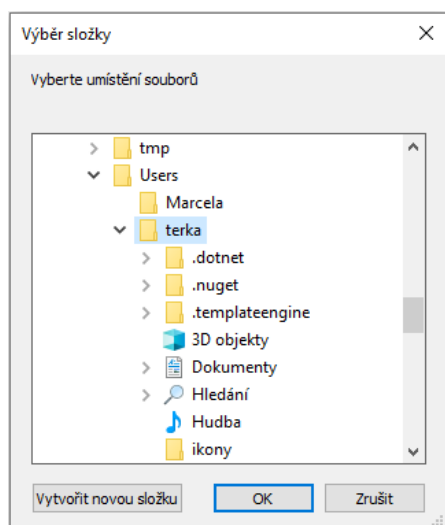 Výběr složky
Vyberte umístění souborů
tmp
Users
Marcela
terka
.dotnet
.nuget
.templateengine
3D objekty
Dokumenty
Hledání
Hudba
ikony
Vytvořit novou složku OK Zrušit